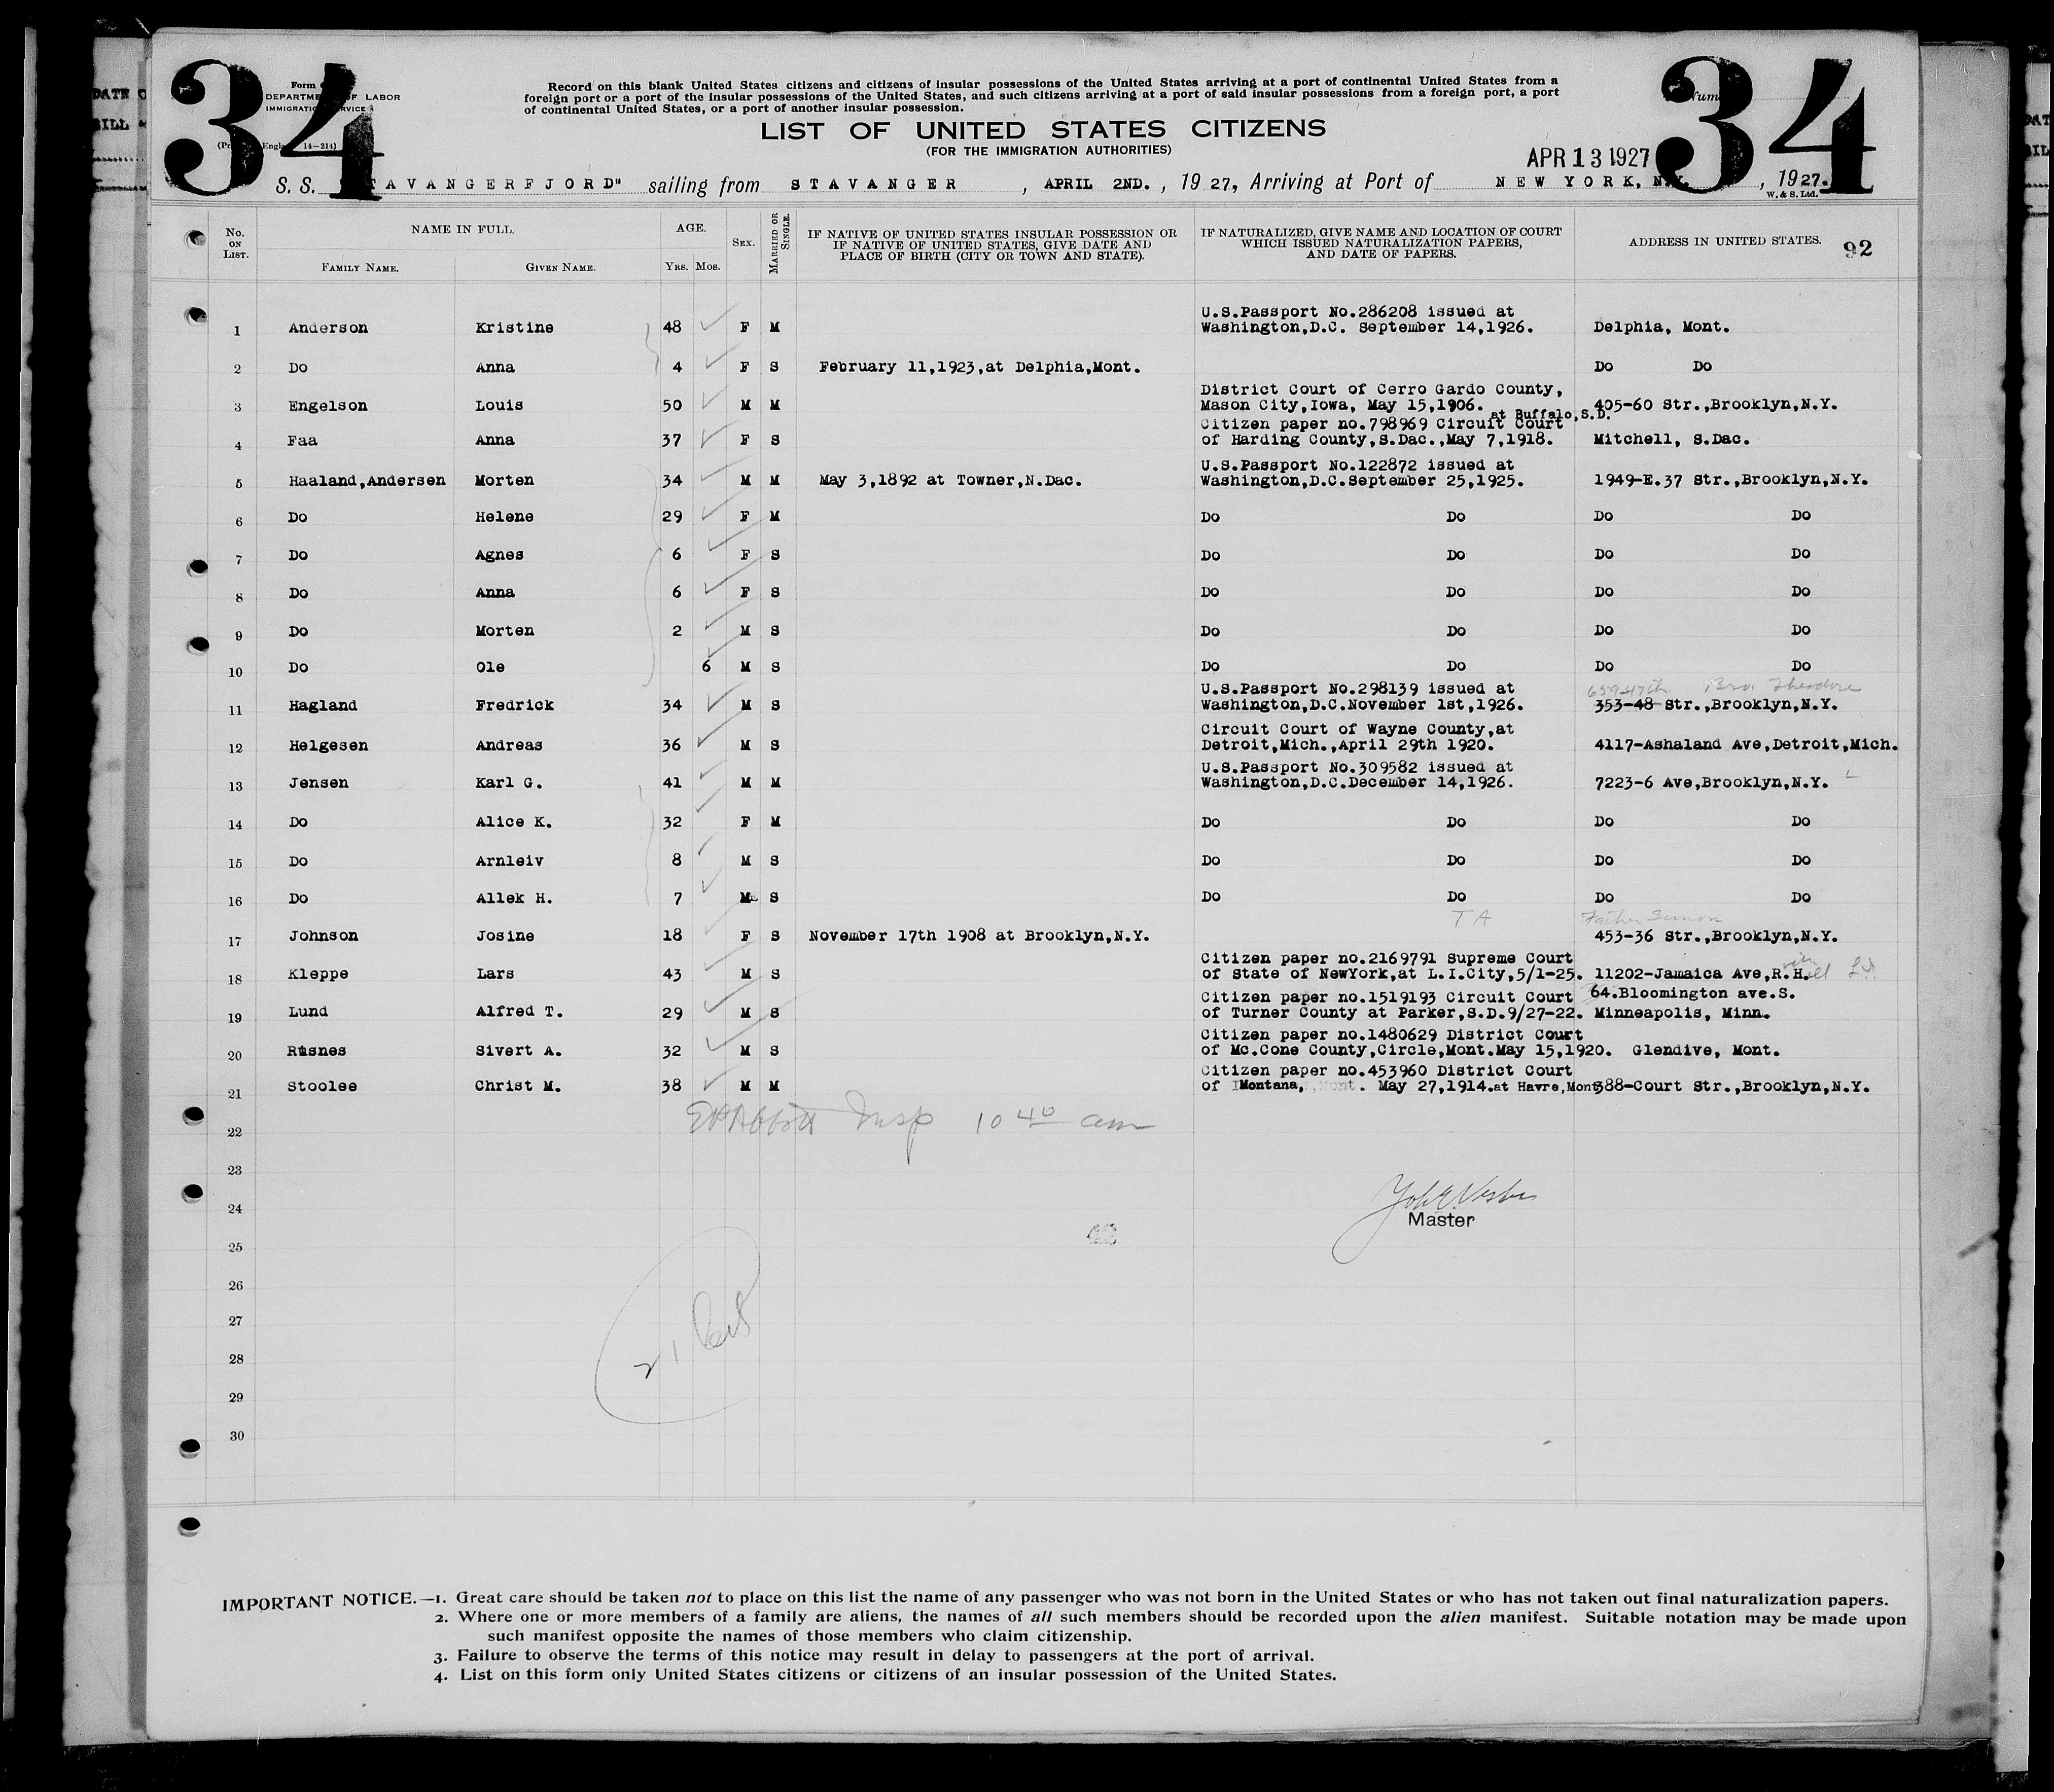 34 34
Form
DEPARTMENT OF LABOR
IMMIGRATION SERVICE
Record on this blank United States citizens and citizens of insular possessions of the United States arriving at a port of continental United States from a
foreign port or a port of the insular possessions of the United States, and such citizens arriving at a port of said insular possessions from a foreign port, a port
of continental United States, or a port of another insular possession.
LIST OF UNITED STATES CITIZENS
(FOR THE IMMIGRATION AUTHORITIES)
APR 13 1927
S. S. TAVANGERFJORD" sailing from STAVANGER, APRIL 2ND., 1927, Arriving at Port of NEW YORK, N.Y., 1927.
W. & S. Ltd.
No. ON LIST. NAME IN FULL. AGE. SEX. MARRIED OR SINGLE. IF NATIVE OF UNITED STATES INSULAR POSSESSION OR IF NATIVE OF UNITED STATES, GIVE DATE AND PLACE OF BIRTH (CITY OR TOWN AND STATE). IF NATURALIZED, GIVE NAME AND LOCATION OF COURT WHICH ISSUED NATURALIZATION PAPERS, AND DATE OF PAPERS. ADDRESS IN UNITED STATES. 92
FAMILY NAME. GIVEN NAME. YRS. MOS.
U.S.Passport No.286208 issued at
1 Anderson Kristine 48 F M Washington,D.C. September 14,1926. Delphia, Mont.
2 Do Anna 4 F S February 11,1923,at Delphia,Mont. Do Do
District Court of Cerro Gardo County,
3 Engelson Louis 50 M M Mason City,Iowa, May 15,1906. 405-60 Str.,Brooklyn,N.Y.
at Buffalo,S.D.
Citizen paper no.798969 Circuit Court
4 Faa Anna 37 F S of Harding County,S.Dac.,May 7,1918. Mitchell, S.Dac.
U.S.Passport No.122872 issued at
5 Haaland,Andersen Morten 34 M M May 3,1892 at Towner,N.Dac. Washington,D.C.September 25,1925. 1949-E.37 Str.,Brooklyn,N.Y.
6 Do Helene 29 F M Do Do Do Do
7 Do Agnes 6 F S Do Do Do Do
8 Do Anna 6 F S Do Do Do Do
9 Do Morten 2 M S Do Do Do Do
10 Do Ole 6 M S Do Do Do Do
U.S.Passport No.298139 issued at Bro. Theodore
11 Hagland Fredrick 34 M S Washington,D.C.November 1st,1926. 353-48 Str.,Brooklyn,N.Y.
Circuit Court of Wayne County,at
12 Helgesen Andreas 36 M S Detroit,Mich.,April 29th 1920. 4117-Ashaland Ave,Detroit,Mich.
U.S.Passport No.309582 issued at
13 Jensen Karl G. 41 M M Washington,D.C.December 14,1926. 7223-6 Ave,Brooklyn,N.Y.
14 Do Alice K. 32 F M Do Do Do Do
15 Do Arnleiv 8 M S Do Do Do Do
16 Do Allek H. 7 M S Do Do Do Do
TA Father Simon
17 Johnson Josine 18 F S November 17th 1908 at Brooklyn,N.Y. 453-36 Str.,Brooklyn,N.Y.
Citizen paper no.2169791 Supreme Court
18 Kleppe Lars 43 M S of State of NewYork,at L.I.City,5/1-25. 11202-Jamaica Ave,R.H.
Citizen paper no.1519193 Circuit Court 64.Bloomington ave.S.
19 Lund Alfred T. 29 M S of Turner County at Parker,S.D.9/27-22. Minneapolis, Minn.
Citizen paper no.1480629 District Court
20 Rusnes Sivert A. 32 M S of Mc.Cone County,Circle,Mont.May 15,1920. Glendive, Mont.
Citizen paper no.453960 District Court
21 Stoolee Christ M. 38 M M of Montana, May 27,1914.at Havre,Mont 388-Court Str.,Brooklyn,N.Y.
22 Insp 10 40 am
23
24
Master
25
26
27
28
29
30
IMPORTANT NOTICE.—1. Great care should be taken not to place on this list the name of any passenger who was not born in the United States or who has not taken out final naturalization papers.
2. Where one or more members of a family are aliens, the names of all such members should be recorded upon the alien manifest. Suitable notation may be made upon
such manifest opposite the names of those members who claim citizenship.
3. Failure to observe the terms of this notice may result in delay to passengers at the port of arrival.
4. List on this form only United States citizens or citizens of an insular possession of the United States.